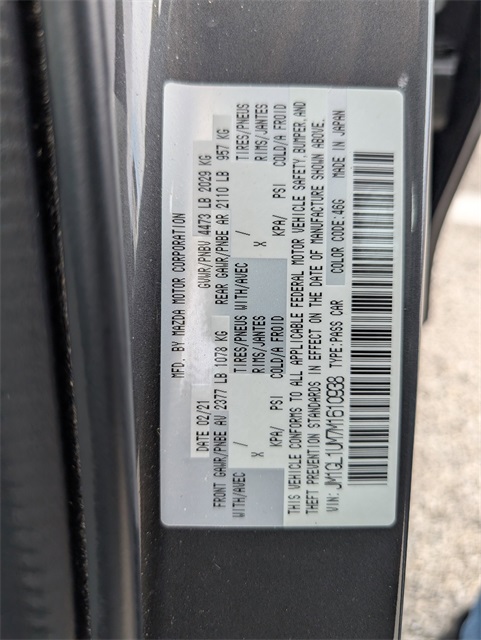 MFD. BY MAZDA MOTOR CORPORATION
DATE 02/21 GVWR/PNBV 4473 LB 2029 KG
FRONT GAWR/PNBE AV 2377 LB 1078 KG REAR GAWR/PNBE AR 2110 LB 957 KG
WITH/AVEC TIRES/PNEUS WITH/AVEC TIRES/PNEUS
/ RIMS/JANTES / RIMS/JANTES
X X
KPA/ PSI COLD/A FROID KPA/ PSI COLD/A FROID
THIS VEHICLE CONFORMS TO ALL APPLICABLE FEDERAL MOTOR VEHICLE SAFETY, BUMPER, AND
THEFT PREVENTION STANDARDS IN EFFECT ON THE DATE OF MANUFACTURE SHOWN ABOVE.
VIN: JM1GL1UM7M1610938 TYPE:PASS CAR COLOR CODE:46G MADE IN JAPAN